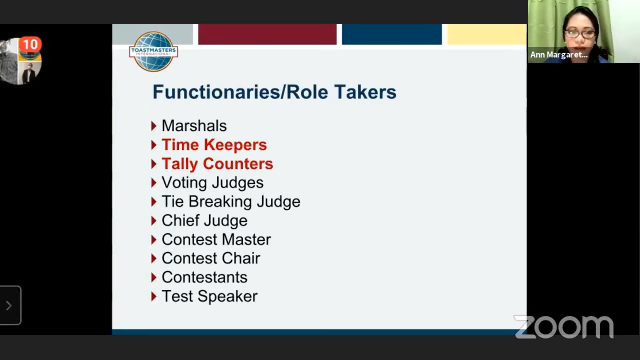 10
TOASTMASTERS
INTERNATIONAL
Ann Margaret...
Functionaries/Role Takers
Marshals
Time Keepers
Tally Counters
Voting Judges
Tie Breaking Judge
Chief Judge
Contest Master
Contest Chair
Contestants
Test Speaker
zoom